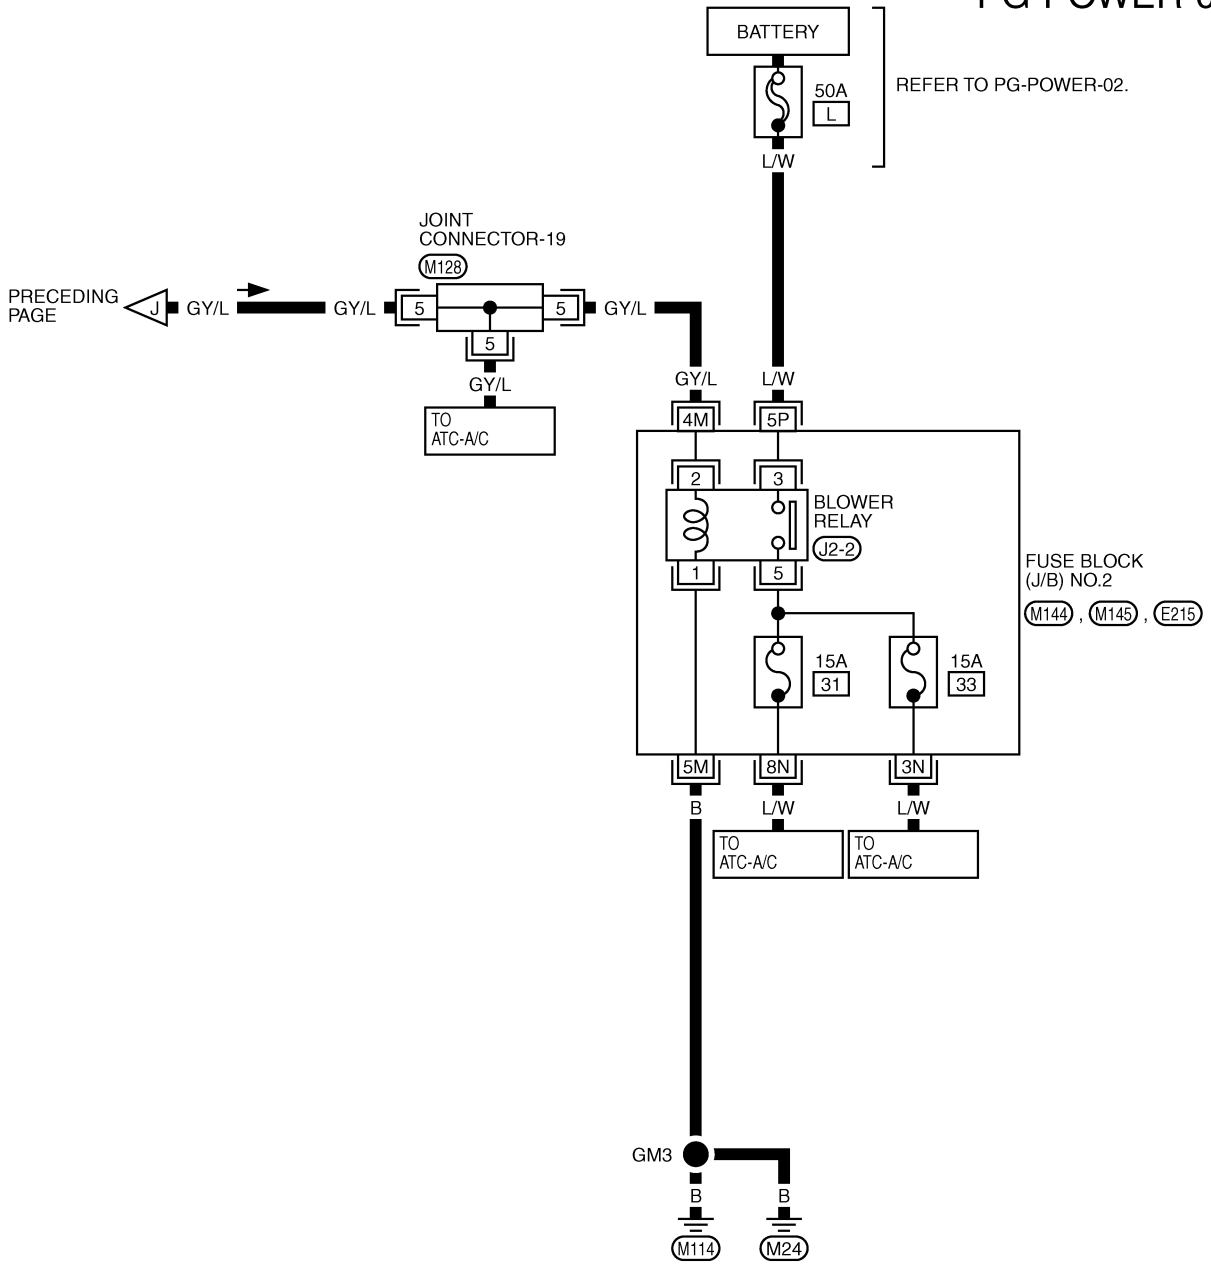 BATTERY
50A
L
REFER TO PG-POWER-02.
L/W
JOINT
CONNECTOR-19
M128
PRECEDING
PAGE
J
GY/L
GY/L
5
5
GY/L
5
GY/L
TO
ATC-A/C
GY/L
L/W
4M
5P
2
3
BLOWER
RELAY
J2-2
1
5
FUSE BLOCK
(J/B) NO.2
M144 , M145 , E215
15A
31
15A
33
5M
8N
3N
B
L/W
L/W
TO
ATC-A/C
TO
ATC-A/C
GM3
B
B
M114
M24